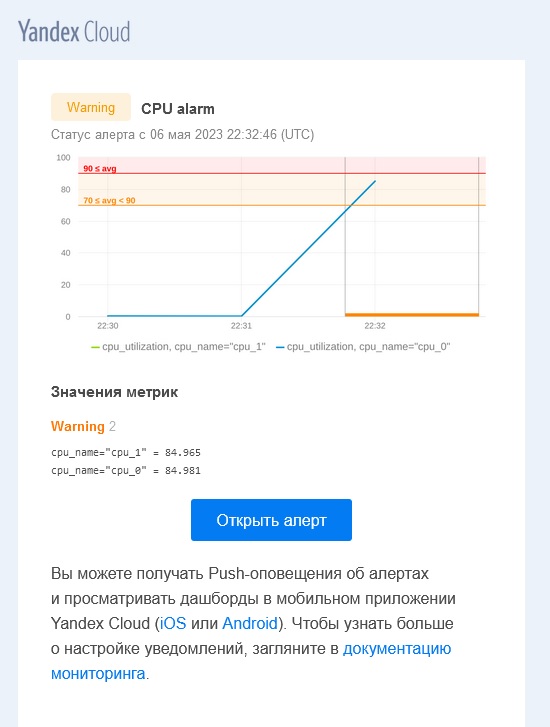 Yandex Cloud
Warning CPU alarm
Статус алерта с 06 мая 2023 22:32:46 (UTC)
100
90 ≤ avg
80
70 ≤ avg < 90
60
40
20
0
22:30 22:31 22:32
cpu_utilization, cpu_name="cpu_1" cpu_utilization, cpu_name="cpu_0"
Значения метрик
Warning 2
cpu_name="cpu_1" = 84.965
cpu_name="cpu_0" = 84.981
Открыть алерт
Вы можете получать Push-оповещения об алертах
и просматривать дашборды в мобильном приложении
Yandex Cloud (iOS или Android). Чтобы узнать больше
о настройке уведомлений, загляните в документацию
мониторинга.